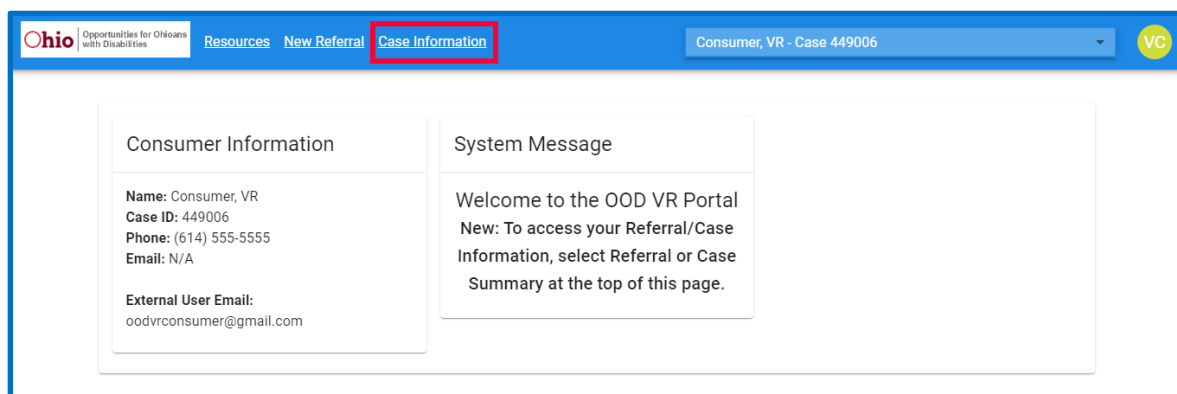 Ohio Opportunities for Ohioans
with Disabilities
Resources New Referral Case Information
Consumer, VR - Case 449006
VC
Consumer Information
Name: Consumer, VR
Case ID: 449006
Phone: (614) 555-5555
Email: N/A
External User Email:
oodvrconsumer@gmail.com
System Message
Welcome to the OOD VR Portal
New: To access your Referral/Case
Information, select Referral or Case
Summary at the top of this page.